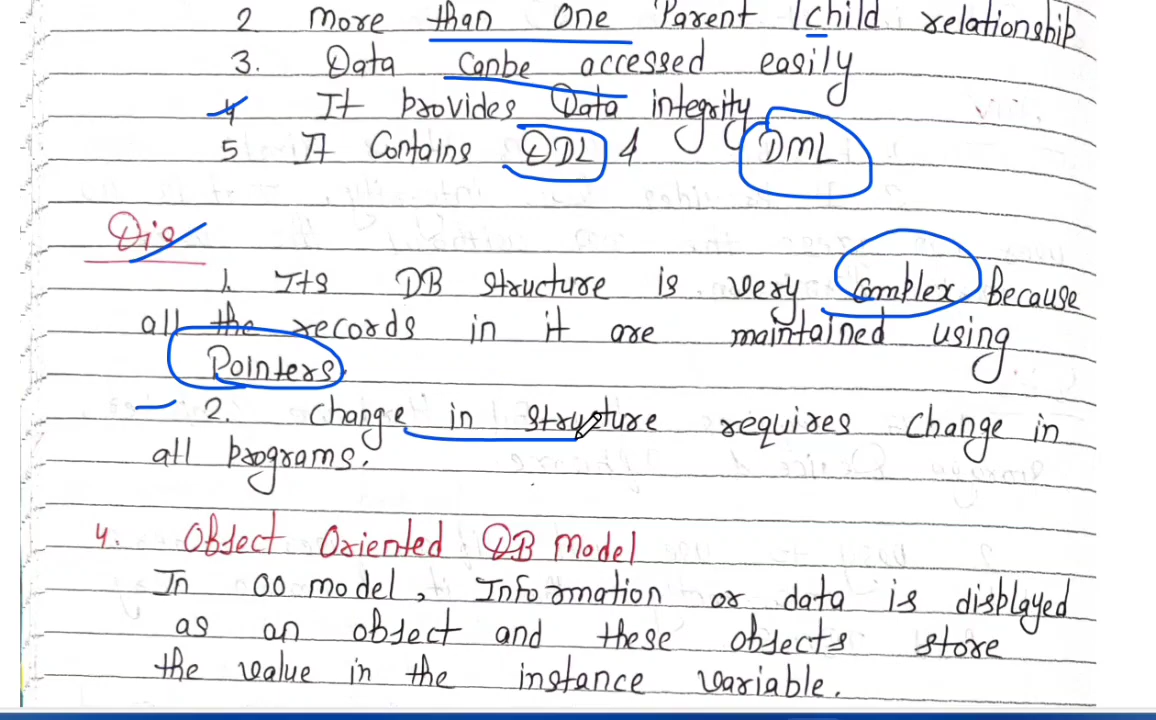 2 More than one Parent / child relationship
3. Data canbe accessed easily
4 It provides Data integrity
5 It Contains DDL & DML
Dis
1. Its DB Structure is very Complex Because
all the records in it are maintained using
Pointers
2. Change in structure requires change in
all programs.
4. Object Oriented DB Model
In OO model, Information or data is displayed
as an object and these objects store
the value in the instance variable.